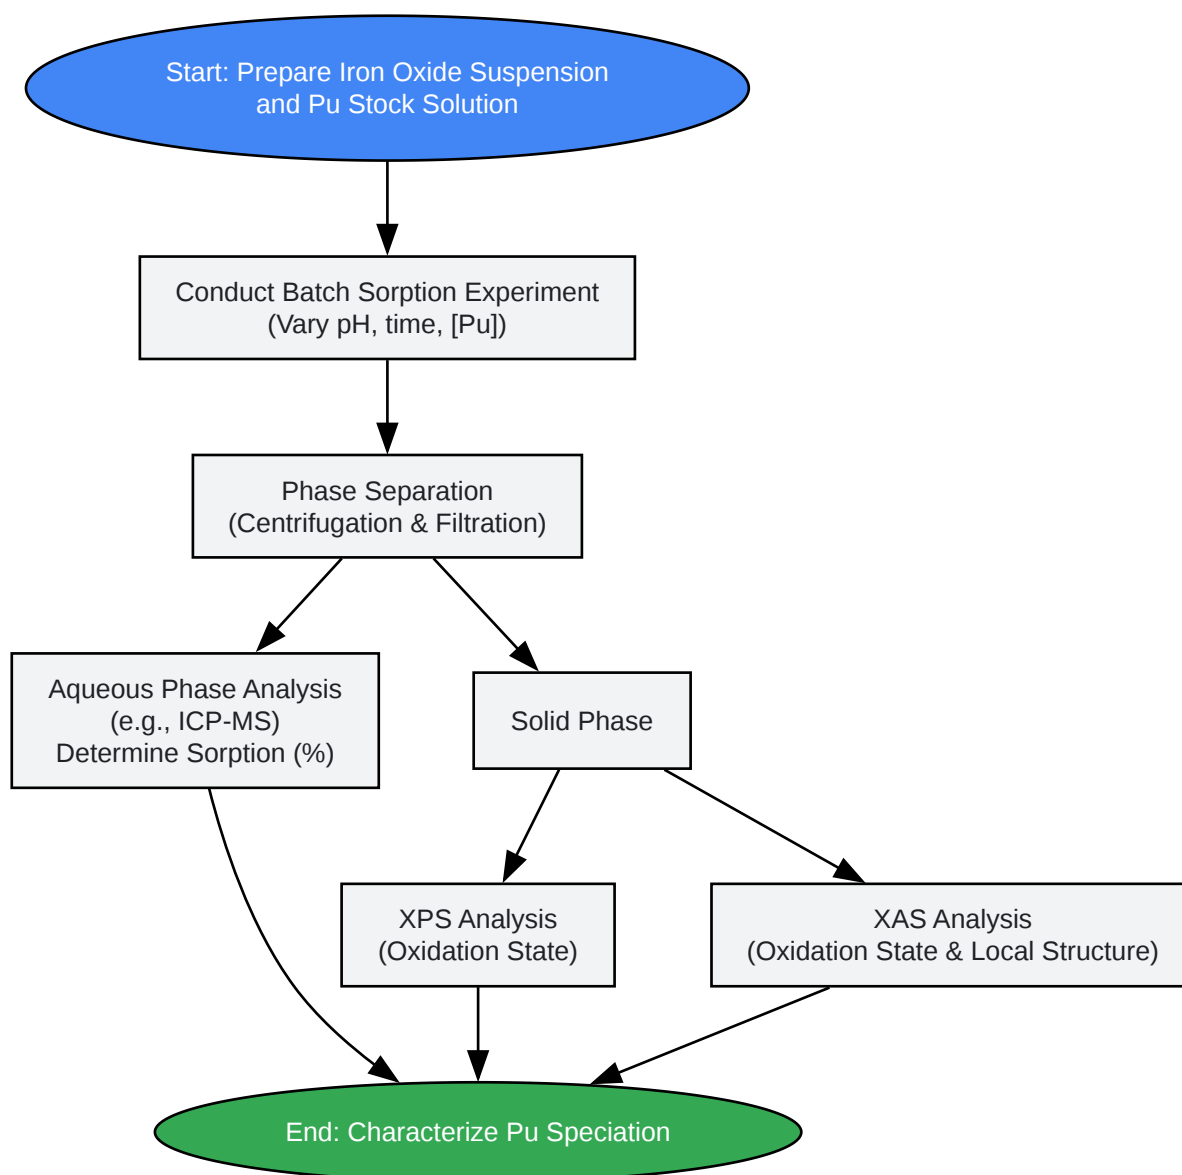 Start: Prepare Iron Oxide Suspension
and Pu Stock Solution
Conduct Batch Sorption Experiment
(Vary pH, time, [Pu])
Phase Separation
(Centrifugation & Filtration)
Aqueous Phase Analysis
(e.g., ICP-MS)
Determine Sorption (%)
Solid Phase
XPS Analysis
(Oxidation State)
XAS Analysis
(Oxidation State & Local Structure)
End: Characterize Pu Speciation